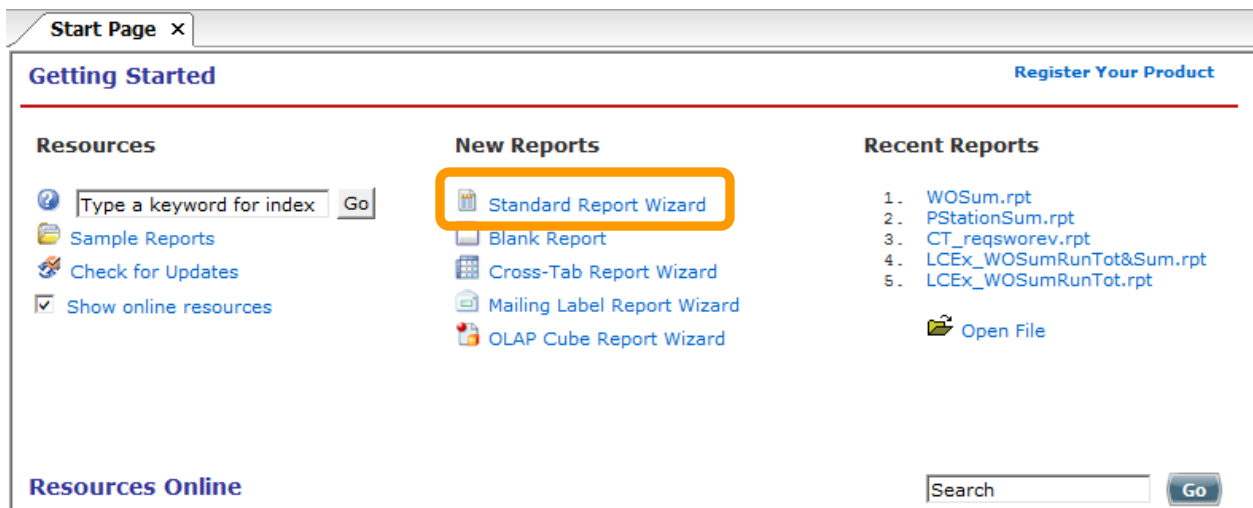 Start Page ×
Getting Started
Register Your Product
Resources
Type a keyword for index Go
Sample Reports
Check for Updates
Show online resources
New Reports
Standard Report Wizard
Blank Report
Cross-Tab Report Wizard
Mailing Label Report Wizard
OLAP Cube Report Wizard
Recent Reports
1. WOSum.rpt
2. PStationSum.rpt
3. CT_reqsworev.rpt
4. LCEx_WOSumRunTot&Sum.rpt
5. LCEx_WOSumRunTot.rpt
Open File
Resources Online
Search Go